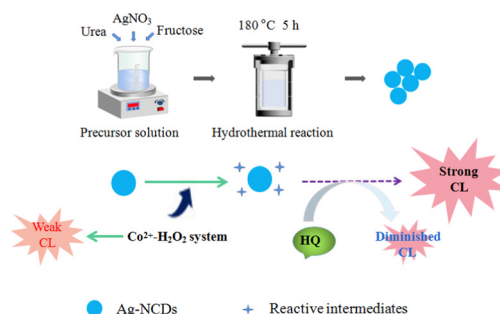 AgNO₃
Urea
Fructose
180 °C 5 h
Precursor solution
Hydrothermal reaction
Strong
CL
Weak
CL
Co²⁺-H₂O₂ system
HQ
Diminished
CL
Ag-NCDs
Reactive intermediates